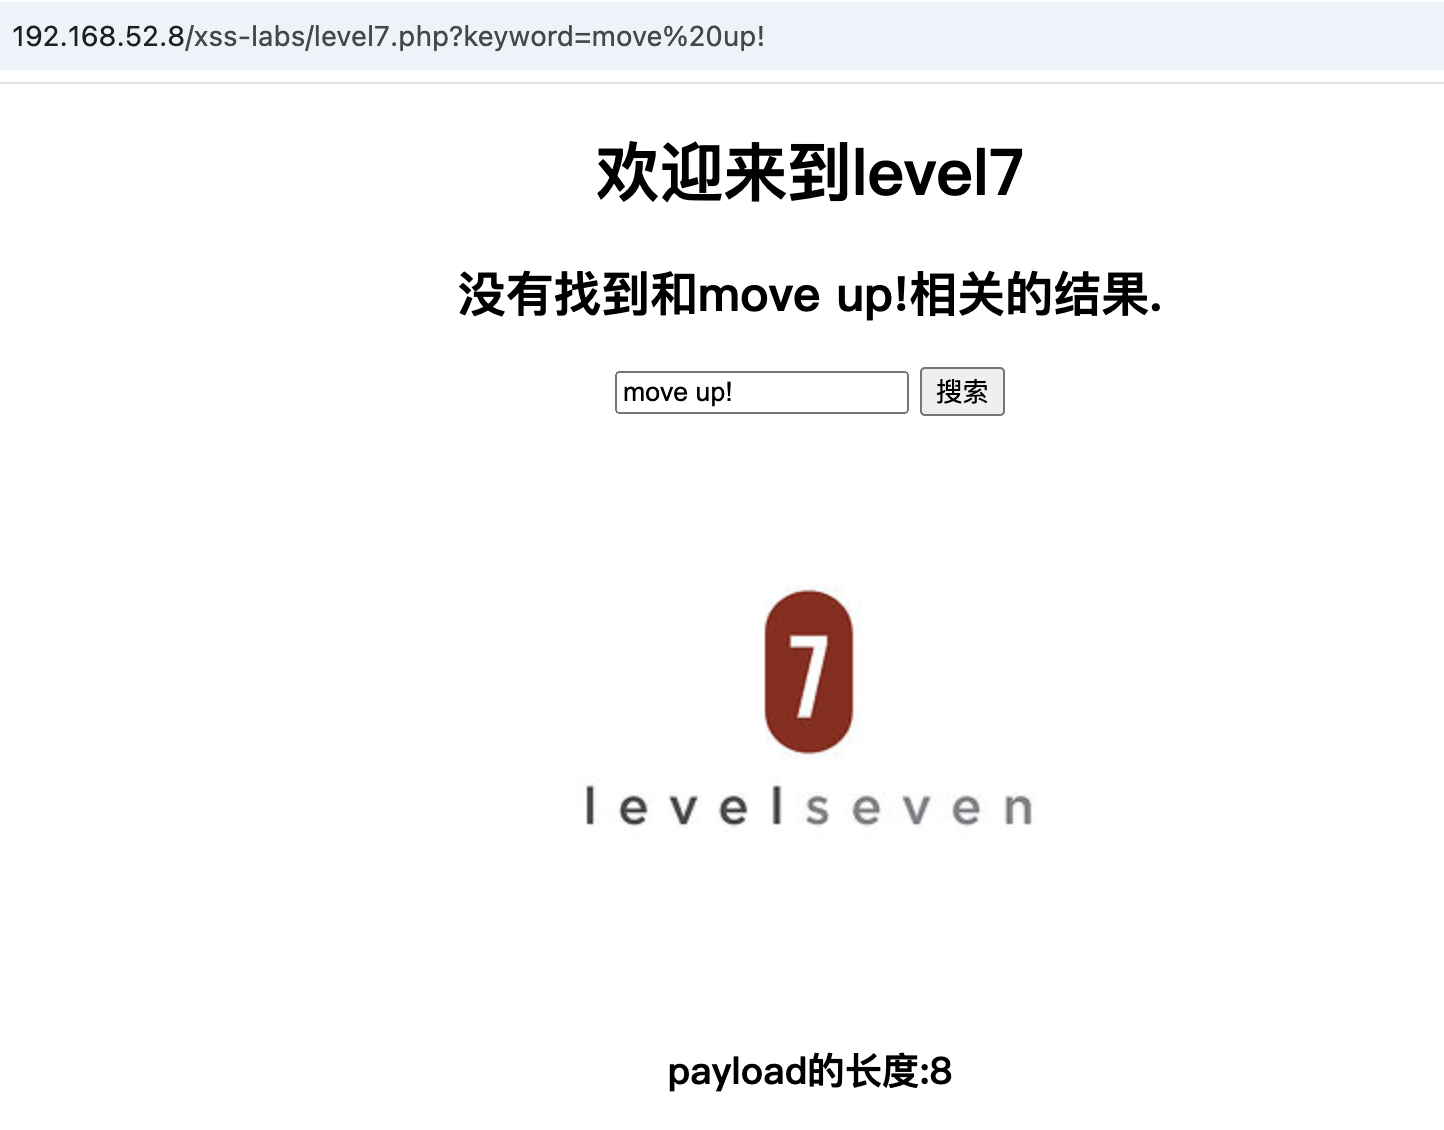 192.168.52.8/xss-labs/level7.php?keyword=move%20up!
欢迎来到level7
没有找到和move up!相关的结果.
move up! 搜索
7
levelseven
payload的长度:8